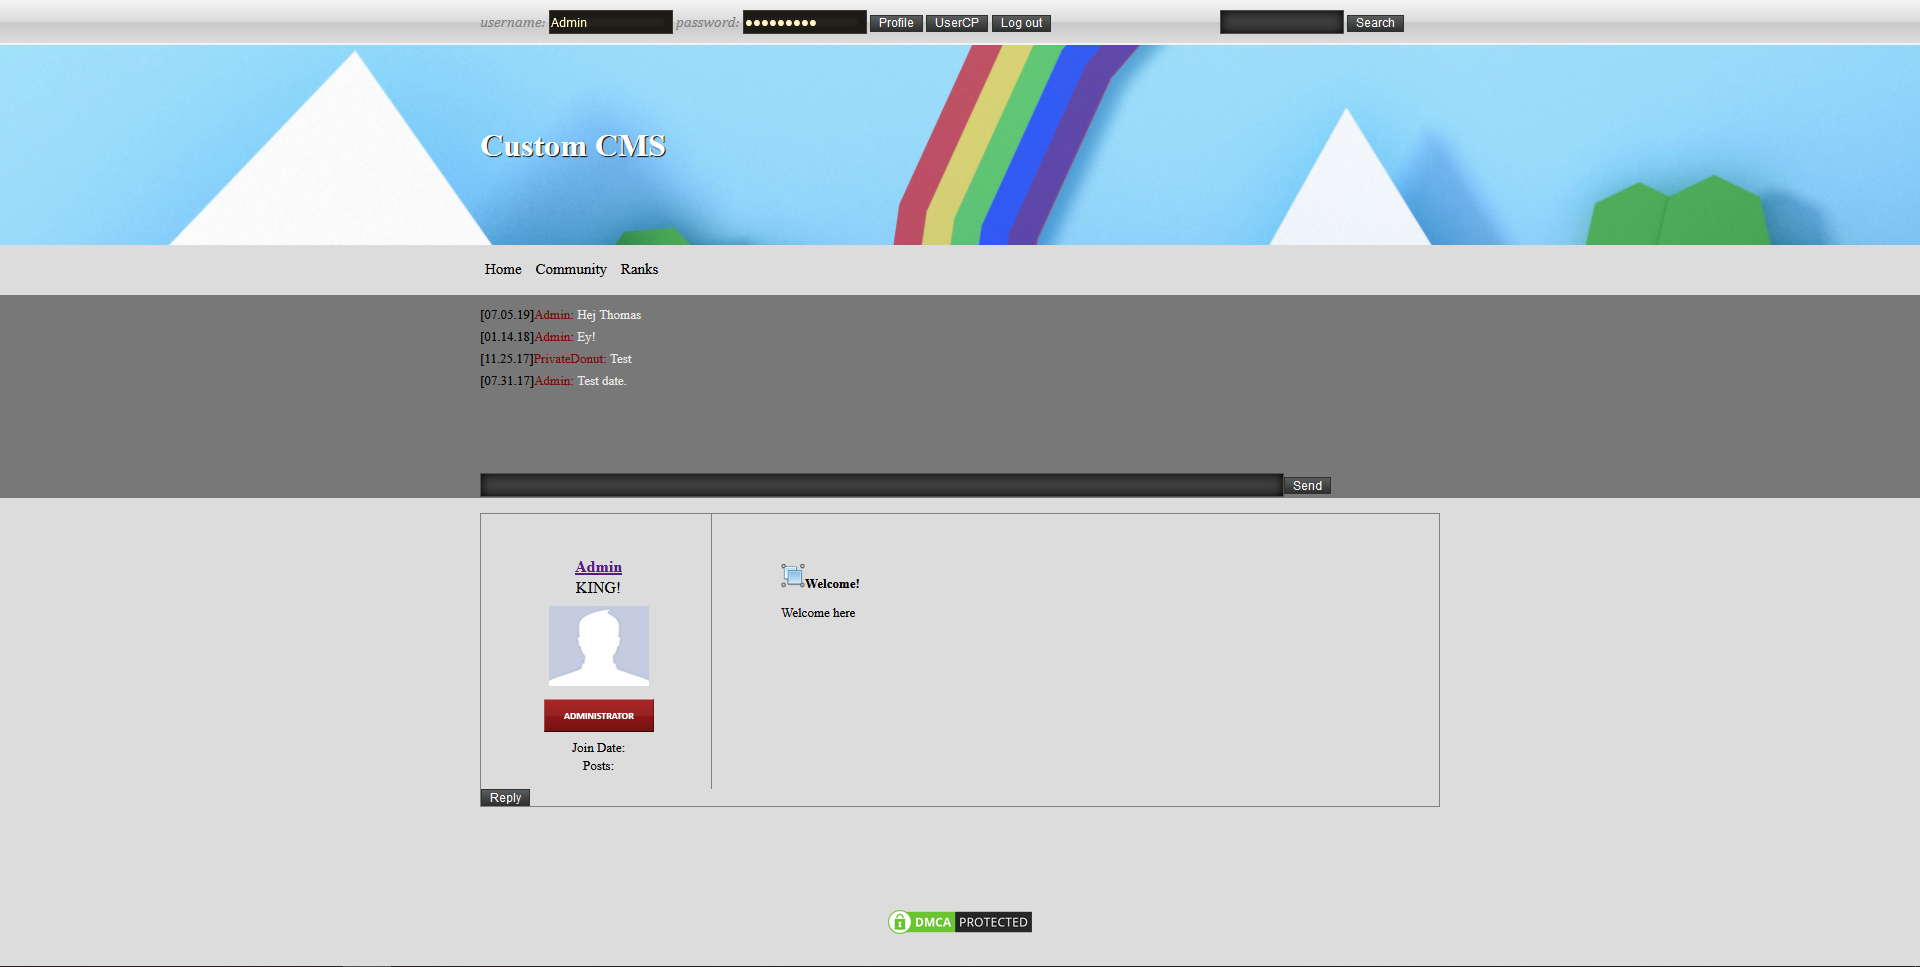 username: Admin password: ●●●●●●●●● Profile UserCP Log out Search
Custom CMS
Home Community Ranks
[07.05.19]Admin: Hej Thomas
[01.14.18]Admin: Ey!
[11.25.17]PrivateDonut: Test
[07.31.17]Admin: Test date.
Send
Admin
KING!
ADMINISTRATOR
Join Date:
Posts:
Welcome!
Welcome here
Reply
DMCA PROTECTED